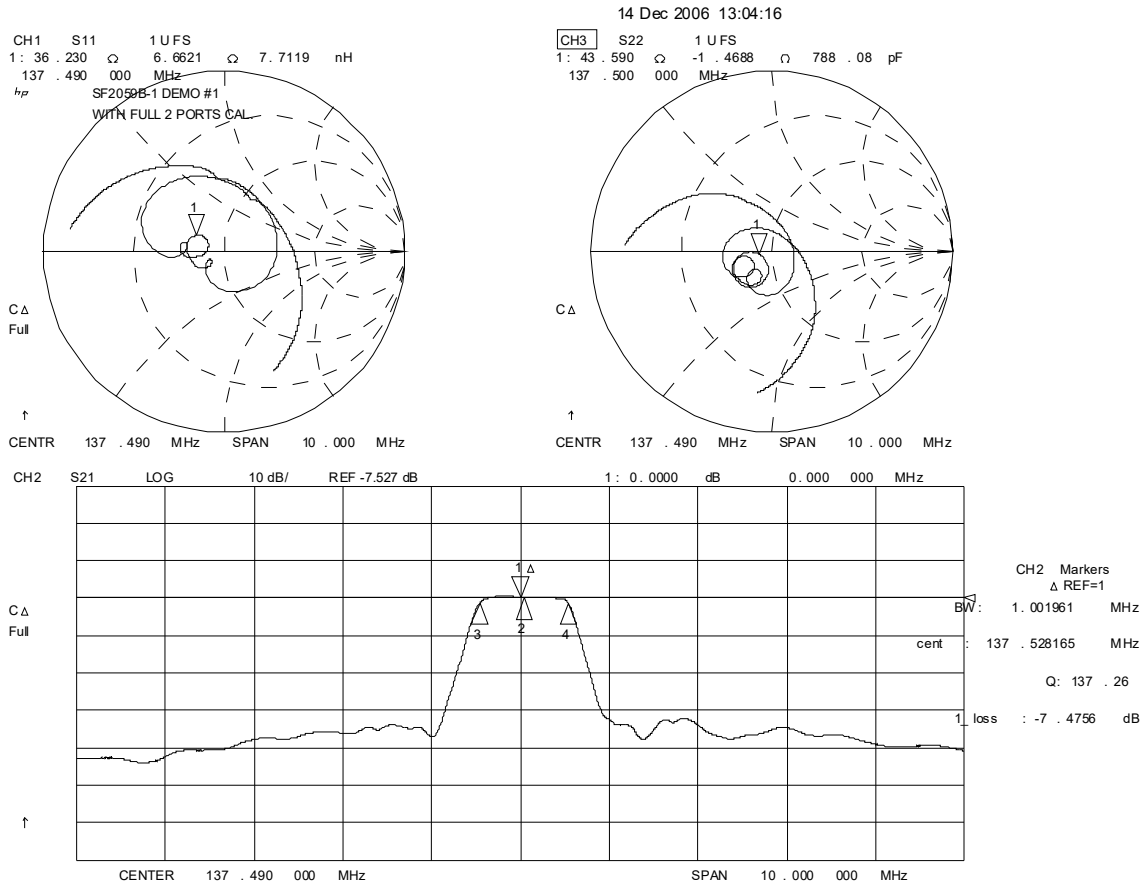 14 Dec 2006 13:04:16
CH1 S11 1 U FS
1: 36 . 230 Ω 6. 6621 Ω 7. 7119 nH
137 . 490 000 MHz
hp
SF2059B-1 DEMO #1
WITH FULL 2 PORTS CAL.
1
C Δ
Full
↑
CENTR 137 . 490 MHz SPAN 10 . 000 MHz
CH3 S22 1 U FS
1: 43 . 590 Ω -1 . 4688 Ω 788 . 08 pF
137 . 500 000 MHz
1
C Δ
↑
CENTR 137 . 490 MHz SPAN 10 . 000 MHz
CH2 S21 LOG 10 dB/ REF -7.527 dB 1 : 0. 0000 dB 0. 000 000 MHz
1 Δ
3 2 4
C Δ
Full
↑
CH2 Markers
Δ REF=1
BW : 1. 001961 MHz
cent : 137 . 528165 MHz
Q: 137 . 26
1_ loss : -7 . 4756 dB
CENTER 137 . 490 000 MHz SPAN 10 . 000 000 MHz